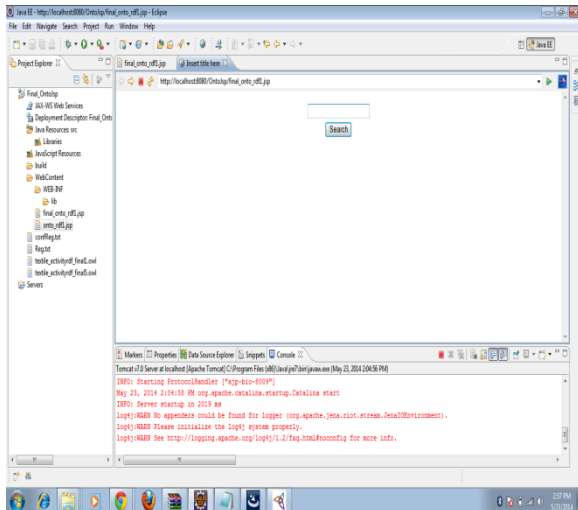 Java EE - http://localhost8080/OntoJsp/final_onto_rdf1.jsp - Eclipse
File Edit Navigate Search Project Run Window Help
Java EE
Project Explorer
final_onto_rdf1.jsp
Insert title here
http://localhost8080/OntoJsp/final_onto_rdf1.jsp
Search
Final_OntoJsp
JAX-WS Web Services
Deployment Descriptor: Final_Onto
Java Resources: src
Libraries
JavaScript Resources
build
WebContent
WEB-INF
lib
final_onto_rdf1.jsp
onto_rdf1.jsp
confReg.txt
Reg.txt
textile_activityrdf_final1.owl
textile_activityrdf_final5.owl
Servers
Markers Properties Data Source Explorer Snippets Console
Tomcat v7.0 Server at localhost [Apache Tomcat] C:\Program Files (x86)\Java\jre7\bin\javaw.exe (May 23, 2014 2:04:56 PM)
INFO: Starting ProtocolHandler ["ajp-bio-8009"]
May 23, 2014 2:04:58 PM org.apache.catalina.startup.Catalina start
INFO: Server startup in 2019 ms
log4j:WARN No appenders could be found for logger (org.apache.jena.riot.stream.JenaIOEnvironment).
log4j:WARN Please initialize the log4j system properly.
log4j:WARN See http://logging.apache.org/log4j/1.2/faq.html#noconfig for more info.
2:57 PM
5/23/2014